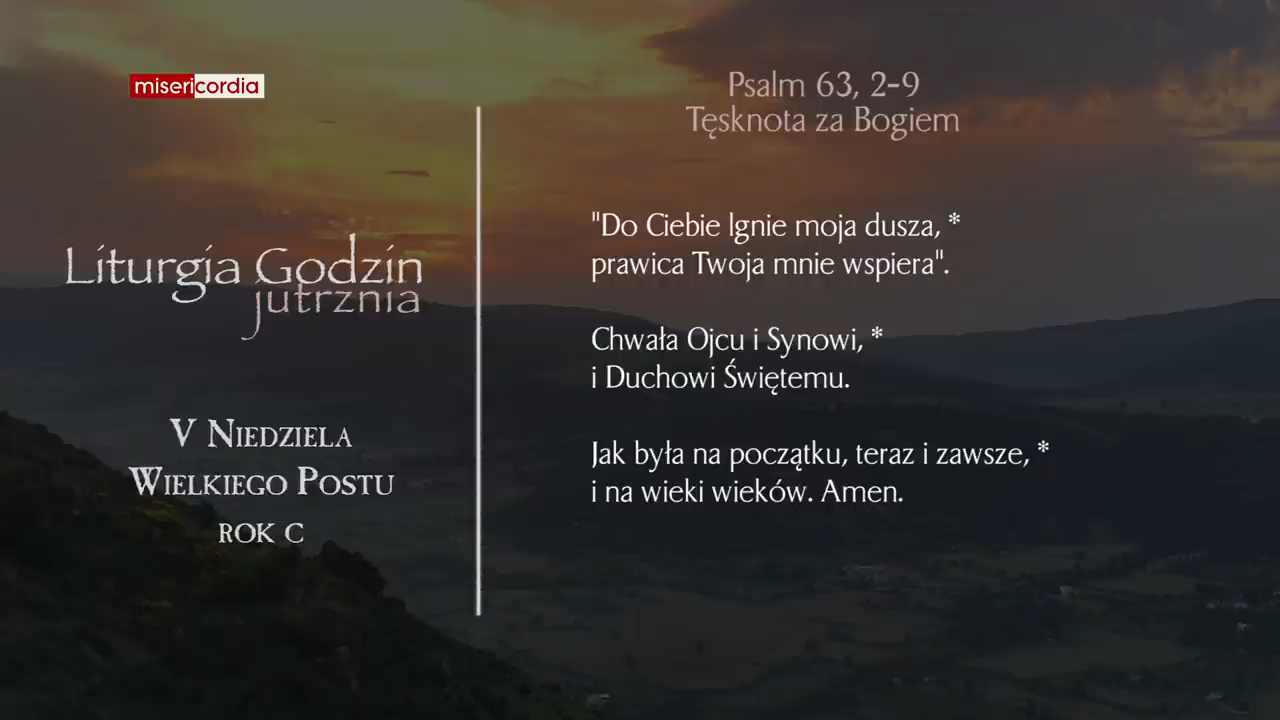 misericordia
Liturgia Godzin
jutrznia
V Niedziela
Wielkiego Postu
rok C
Psalm 63, 2-9
Tęsknota za Bogiem
"Do Ciebie lgnie moja dusza, *
prawica Twoja mnie wspiera".
Chwała Ojcu i Synowi, *
i Duchowi Świętemu.
Jak była na początku, teraz i zawsze, *
i na wieki wieków. Amen.